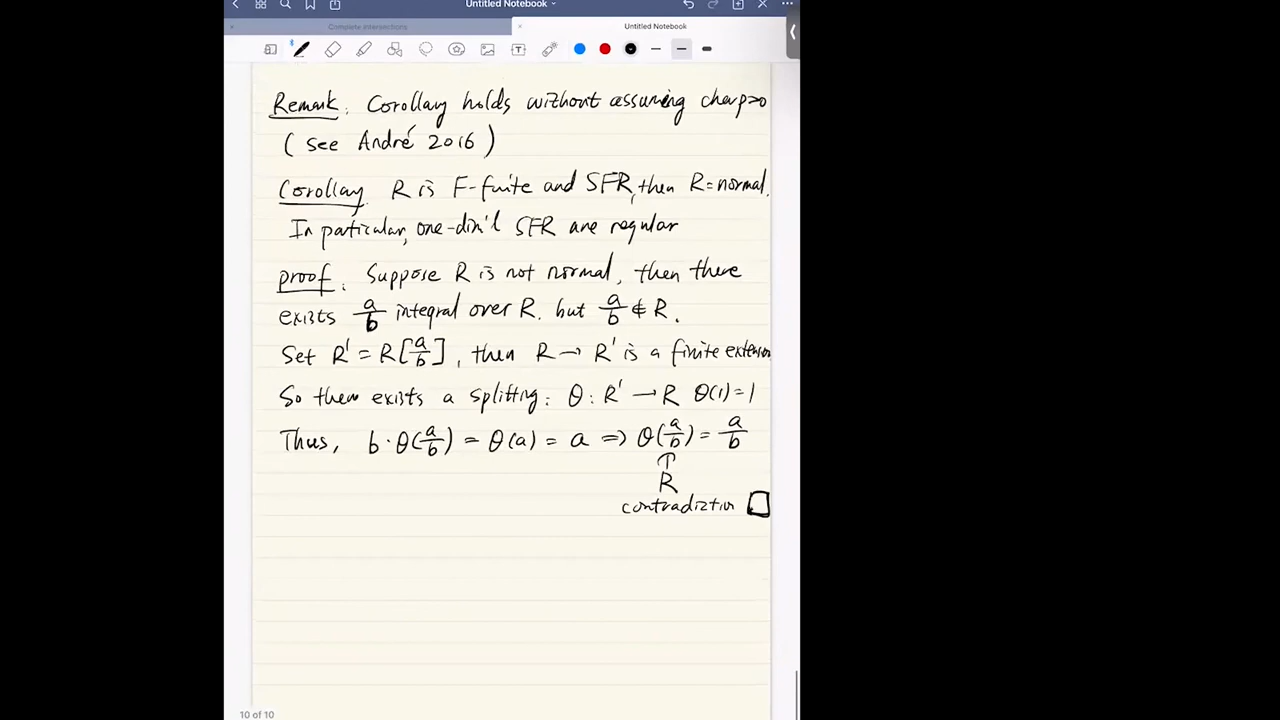 Untitled Notebook
Complete Intersections
Untitled Notebook
Remark. Corollary holds without assuming char p>0
(see André 2016)
Corollary. R is F-finite and SFR, then R=normal.
In particular, one-dim'l SFR are regular
proof. Suppose R is not normal, then there
exists a/b integral over R. but a/b ∉ R.
Set R' = R[a/b], then R → R' is a finite extension
So there exists a splitting: θ: R' → R θ(1)=1
Thus, b·θ(a/b) = θ(a) = a ⇒ θ(a/b) = a/b
↑
R
contradiction □
10 of 10